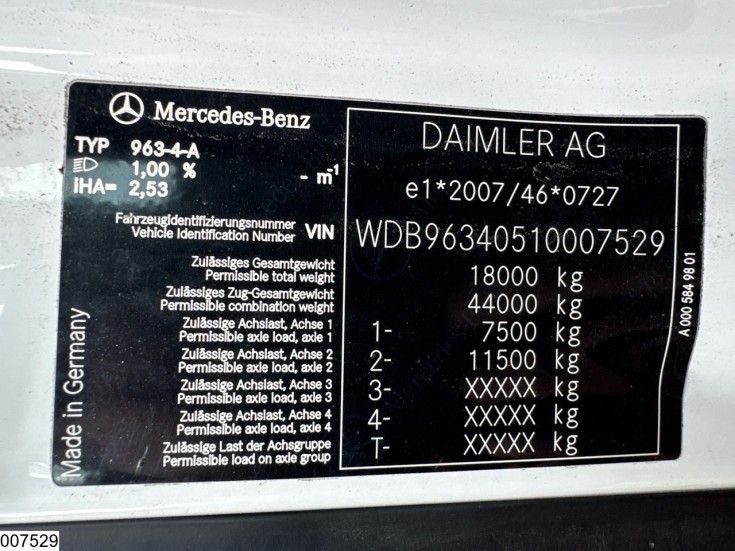 Mercedes-Benz
TYP 963-4-A
1,00 % - m⁻¹
iHA= 2,53
DAIMLER AG
e1*2007/46*0727
Fahrzeugidentifizierungsnummer
Vehicle Identification Number VIN WDB96340510007529
Zulässiges Gesamtgewicht
Permissible total weight 18000 kg
Zulässiges Zug-Gesamtgewicht
Permissible combination weight 44000 kg
Zulässige Achslast, Achse 1
Permissible axle load, axle 1 1- 7500 kg
Zulässige Achslast, Achse 2
Permissible axle load, axle 2 2- 11500 kg
Zulässige Achslast, Achse 3
Permissible axle load, axle 3 3- XXXXX kg
Zulässige Achslast, Achse 4
Permissible axle load, axle 4 4- XXXXX kg
Zulässige Last der Achsgruppe
Permissible load on axle group T- XXXXX kg
Made in Germany
A 000 584 98 01
007529